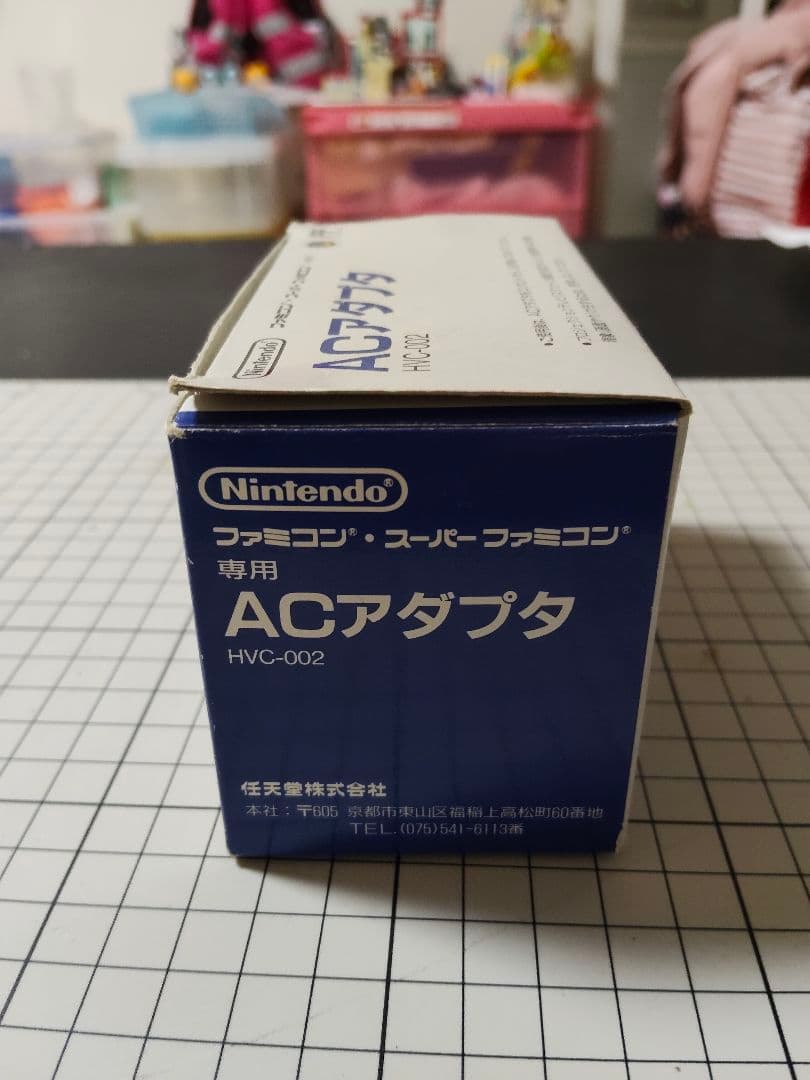 Nintendo
ACアダプタ
HVC-002
Nintendo®
ファミコン®・スーパーファミコン®
専用
ACアダプタ
HVC-002
任天堂株式会社
本社：〒605 京都市東山区福稲上高松町60番地
TEL.(075)541-6113番